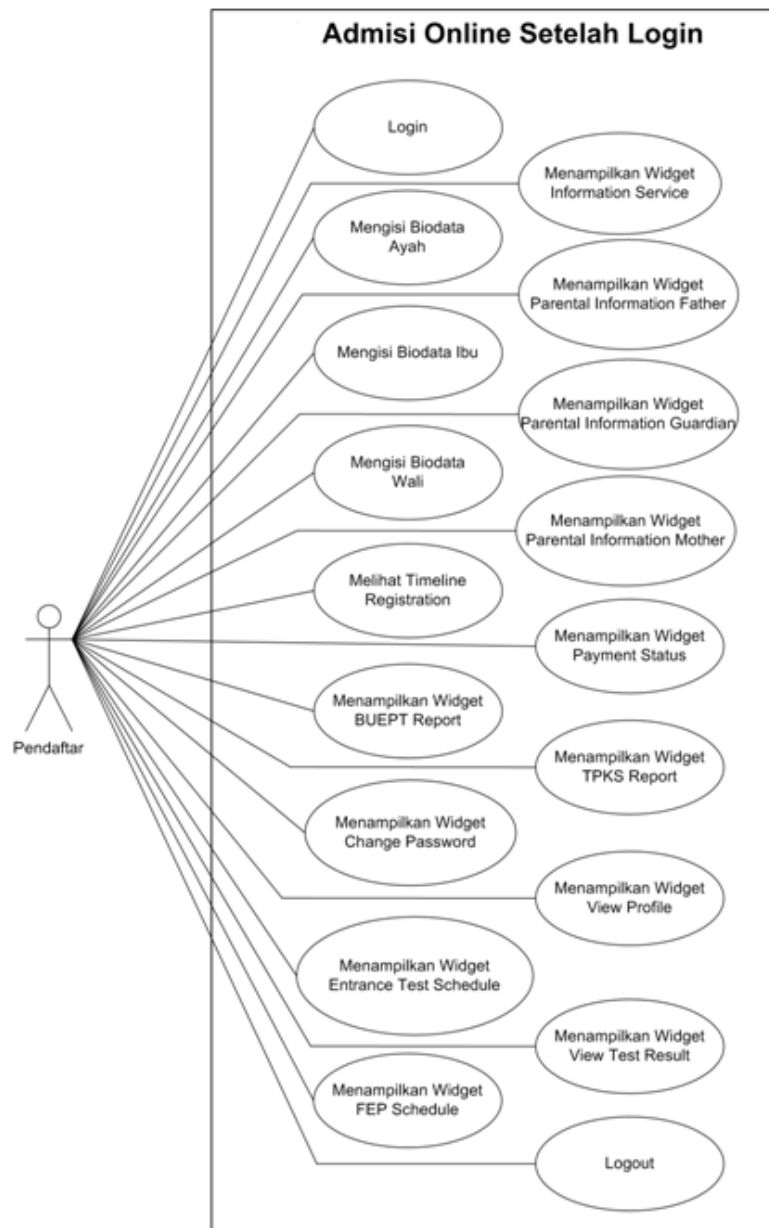 Admisi Online Setelah Login
Login
Menampilkan Widget
Information Service
Mengisi Biodata
Ayah
Menampilkan Widget
Parental Information Father
Mengisi Biodata Ibu
Menampilkan Widget
Parental Information Guardian
Mengisi Biodata
Wali
Menampilkan Widget
Parental Information Mother
Melihat Timeline
Registration
Menampilkan Widget
Payment Status
Pendaftar
Menampilkan Widget
BUEPT Report
Menampilkan Widget
TPKS Report
Menampilkan Widget
Change Password
Menampilkan Widget
View Profile
Menampilkan Widget
Entrance Test Schedule
Menampilkan Widget
View Test Result
Menampilkan Widget
FEP Schedule
Logout